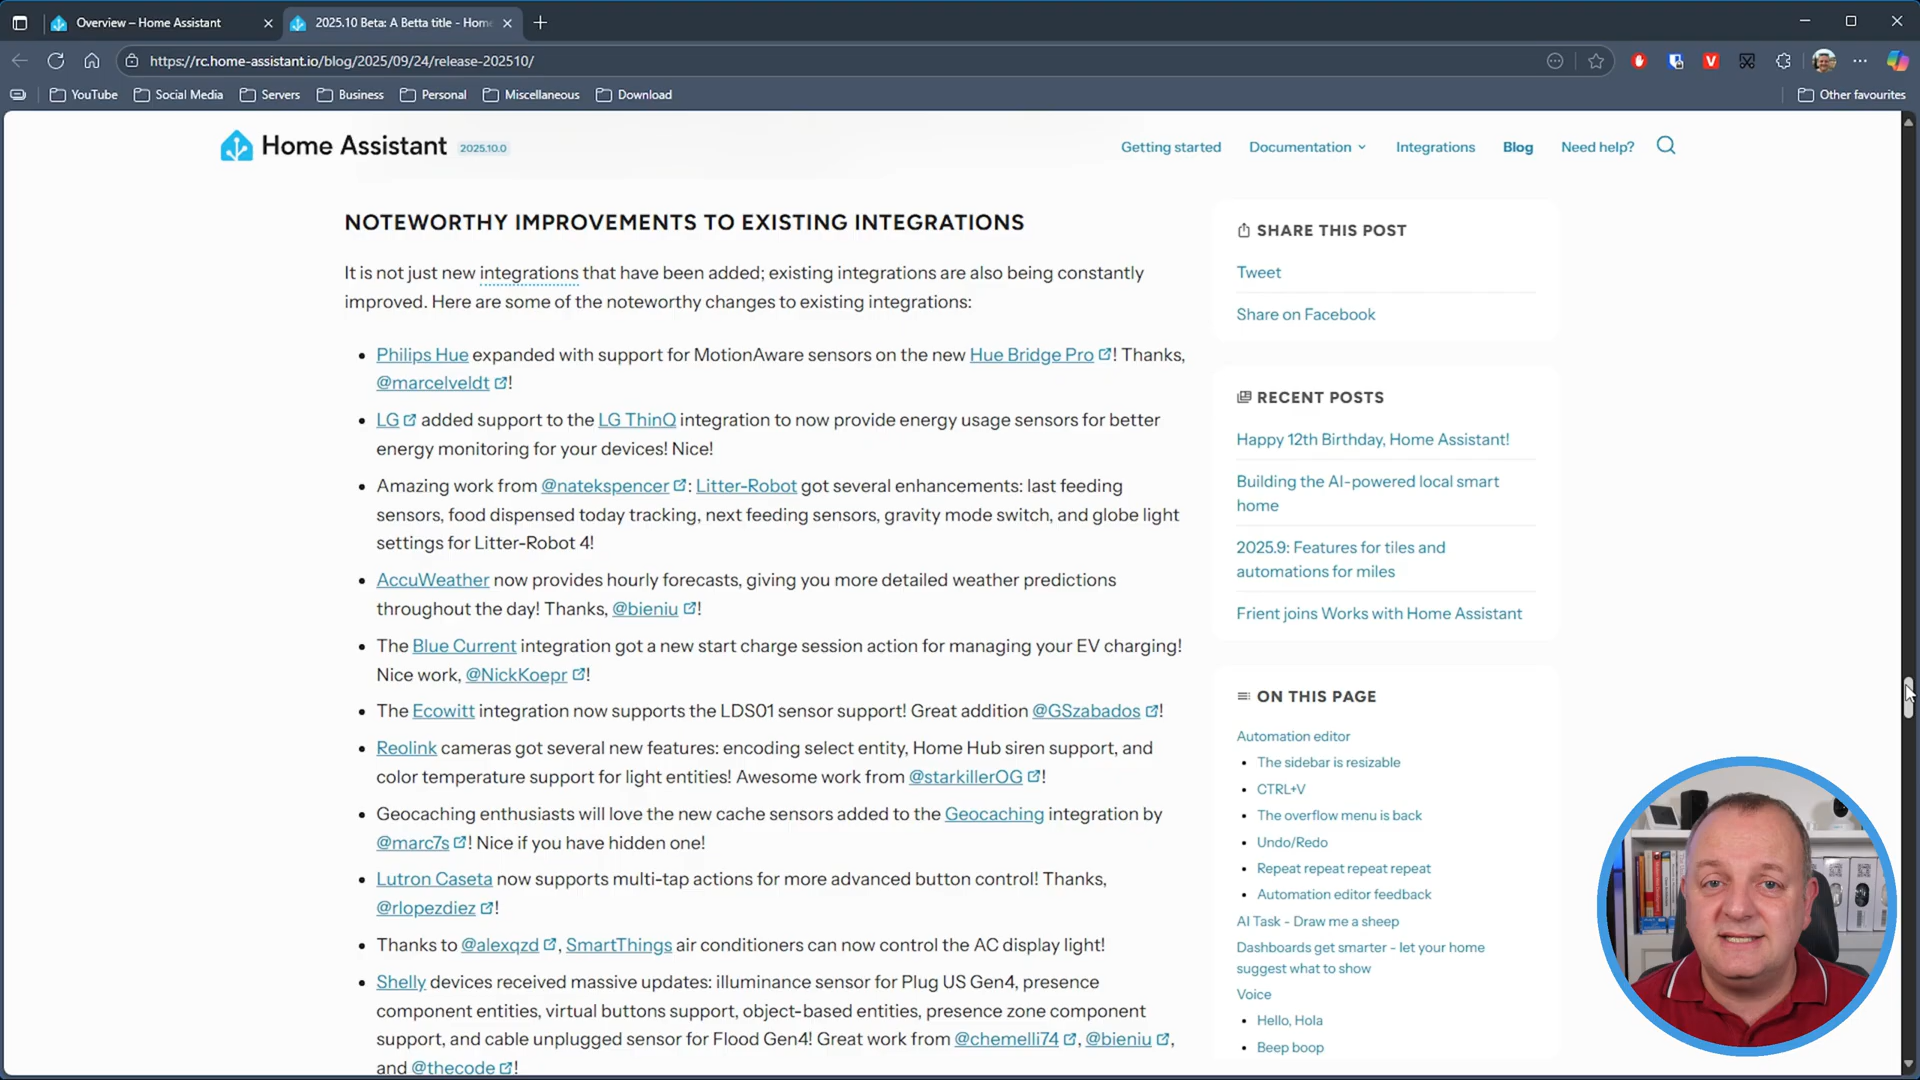 Overview – Home Assistant
2025.10 Beta: A Betta title - Home
https://rc.home-assistant.io/blog/2025/09/24/release-202510/
YouTube
Social Media
Servers
Business
Personal
Miscellaneous
Download
Other favourites
Home Assistant 2025.10.0
Getting started
Documentation
Integrations
Blog
Need help?
NOTEWORTHY IMPROVEMENTS TO EXISTING INTEGRATIONS
It is not just new integrations that have been added; existing integrations are also being constantly
improved. Here are some of the noteworthy changes to existing integrations:
• Philips Hue expanded with support for MotionAware sensors on the new Hue Bridge Pro! Thanks,
@marcelveldt!
• LG added support to the LG ThinQ integration to now provide energy usage sensors for better
energy monitoring for your devices! Nice!
• Amazing work from @natekspencer: Litter-Robot got several enhancements: last feeding
sensors, food dispensed today tracking, next feeding sensors, gravity mode switch, and globe light
settings for Litter-Robot 4!
• AccuWeather now provides hourly forecasts, giving you more detailed weather predictions
throughout the day! Thanks, @bieniu!
• The Blue Current integration got a new start charge session action for managing your EV charging!
Nice work, @NickKoepr!
• The Ecowitt integration now supports the LDS01 sensor support! Great addition @GSzabados!
• Reolink cameras got several new features: encoding select entity, Home Hub siren support, and
color temperature support for light entities! Awesome work from @starkillerOG!
• Geocaching enthusiasts will love the new cache sensors added to the Geocaching integration by
@marc7s! Nice if you have hidden one!
• Lutron Caseta now supports multi-tap actions for more advanced button control! Thanks,
@rlopezdiez!
• Thanks to @alexqzd, SmartThings air conditioners can now control the AC display light!
• Shelly devices received massive updates: illuminance sensor for Plug US Gen4, presence
component entities, virtual buttons support, object-based entities, presence zone component
support, and cable unplugged sensor for Flood Gen4! Great work from @chemelli74, @bieniu,
and @thecode!
SHARE THIS POST
Tweet
Share on Facebook
RECENT POSTS
Happy 12th Birthday, Home Assistant!
Building the AI-powered local smart
home
2025.9: Features for tiles and
automations for miles
Frient joins Works with Home Assistant
ON THIS PAGE
Automation editor
• The sidebar is resizable
• CTRL+V
• The overflow menu is back
• Undo/Redo
• Repeat repeat repeat repeat
• Automation editor feedback
AI Task - Draw me a sheep
Dashboards get smarter - let your home
suggest what to show
Voice
• Hello, Hola
• Beep boop